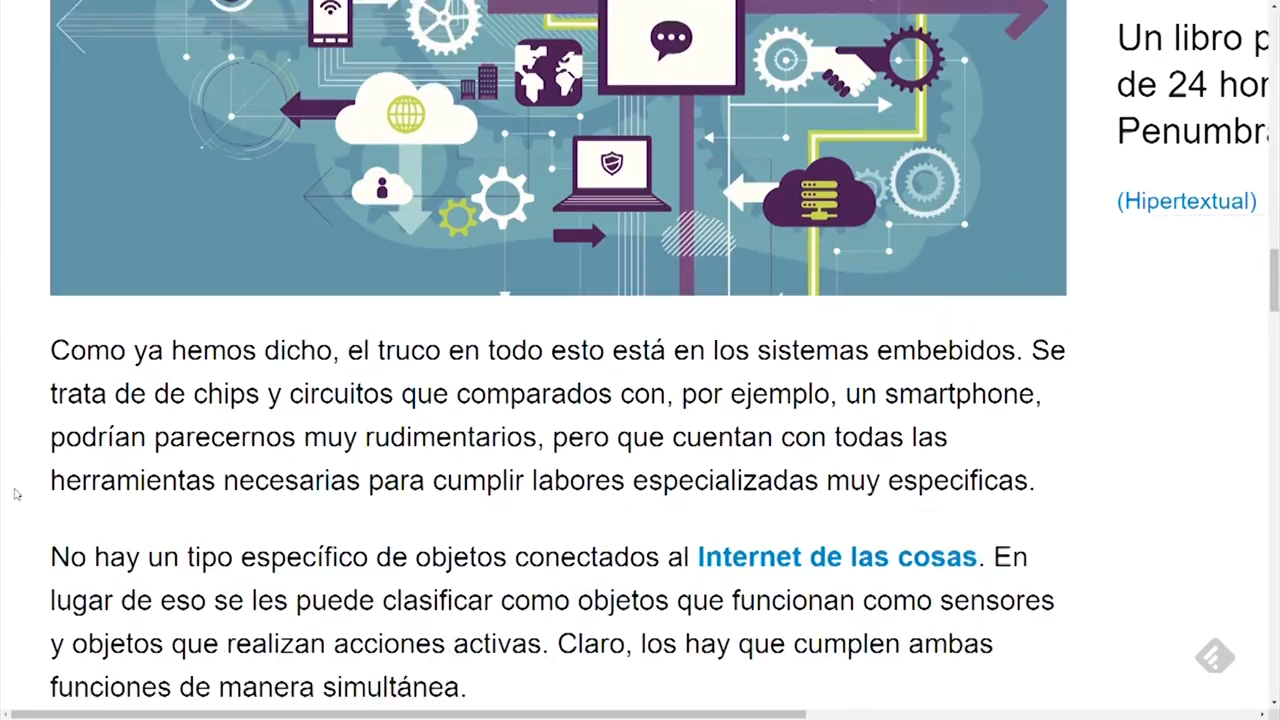 Como ya hemos dicho, el truco en todo esto está en los sistemas embebidos. Se
trata de de chips y circuitos que comparados con, por ejemplo, un smartphone,
podrían parecernos muy rudimentarios, pero que cuentan con todas las
herramientas necesarias para cumplir labores especializadas muy especificas.
No hay un tipo específico de objetos conectados al Internet de las cosas. En
lugar de eso se les puede clasificar como objetos que funcionan como sensores
y objetos que realizan acciones activas. Claro, los hay que cumplen ambas
funciones de manera simultánea.
Un libro
de 24
(Hipertextual)